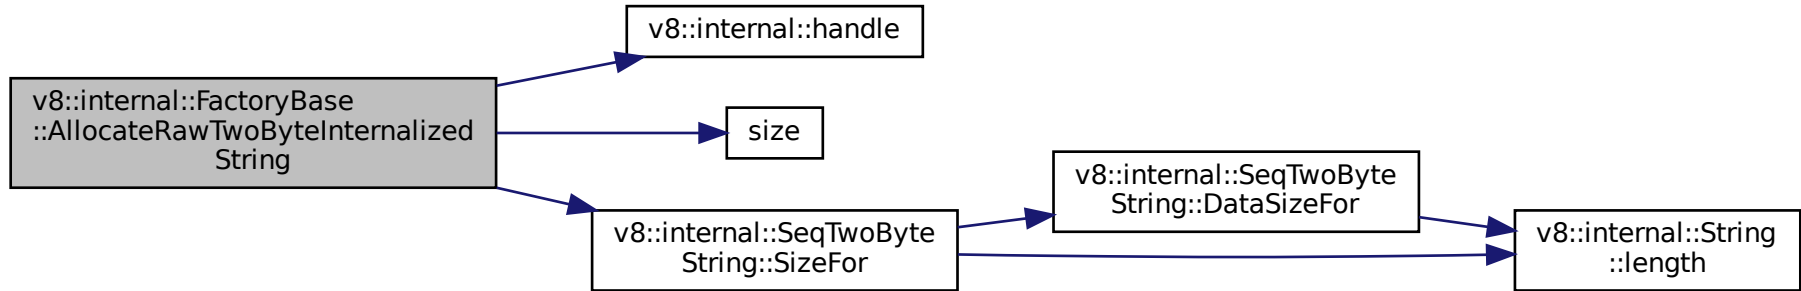 v8::internal::FactoryBase
::AllocateRawTwoByteInternalized
String
v8::internal::handle
size
v8::internal::SeqTwoByte
String::SizeFor
v8::internal::SeqTwoByte
String::DataSizeFor
v8::internal::String
::length